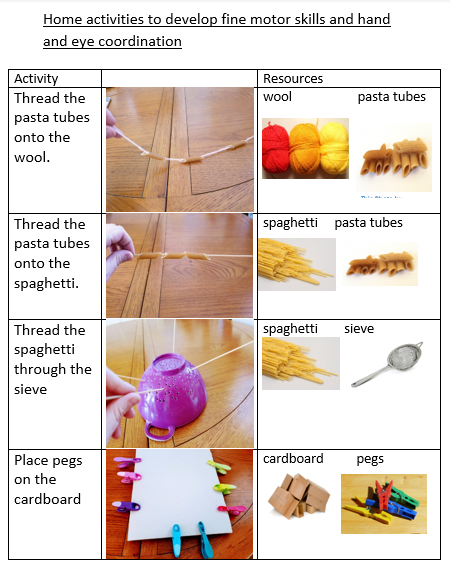 Home activities to develop fine motor skills and hand
and eye coordination
Activity
Resources
Thread the
pasta tubes
onto the
wool.
wool
pasta tubes
Thread the
pasta tubes
onto the
spaghetti.
spaghetti
pasta tubes
Thread the
spaghetti
through the
sieve
spaghetti
sieve
Place pegs
on the
cardboard
cardboard
pegs